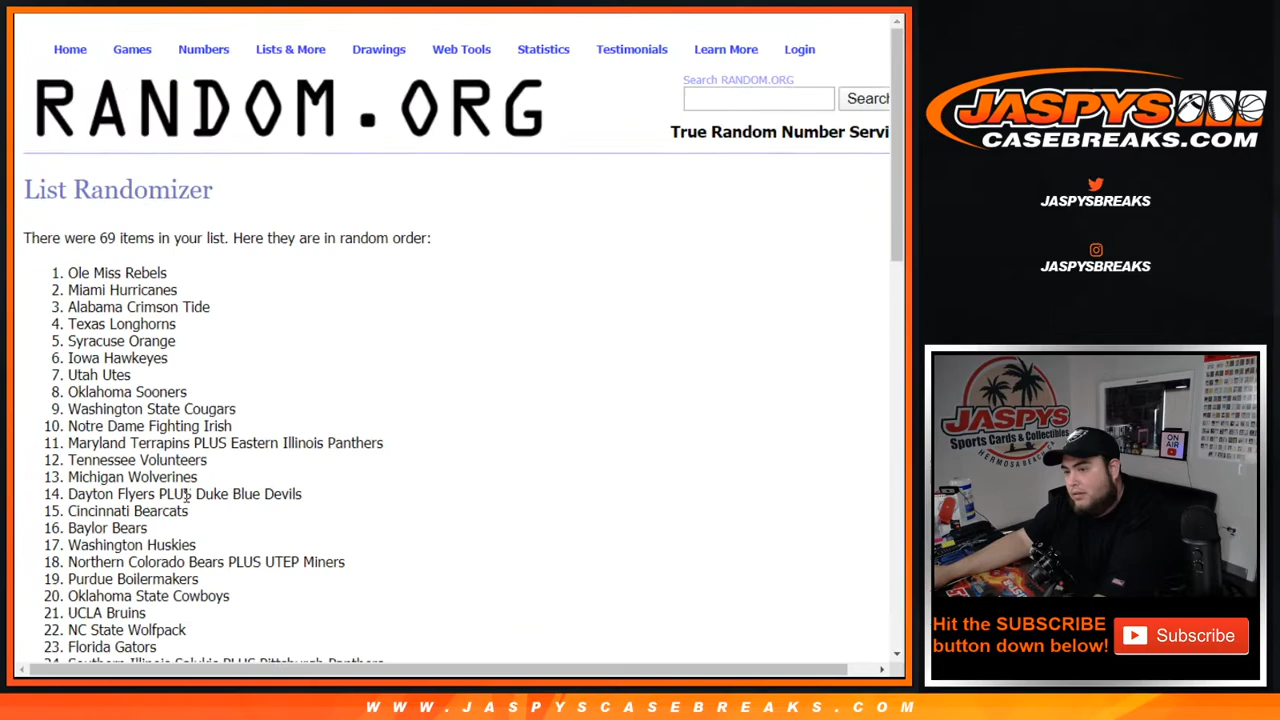 Home Games Numbers Lists & More Drawings Web Tools Statistics Testimonials Learn More Login
RANDOM.ORG
Search RANDOM.ORG
Search
True Random Number Servi
List Randomizer
There were 69 items in your list. Here they are in random order:
1. Ole Miss Rebels
2. Miami Hurricanes
3. Alabama Crimson Tide
4. Texas Longhorns
5. Syracuse Orange
6. Iowa Hawkeyes
7. Utah Utes
8. Oklahoma Sooners
9. Washington State Cougars
10. Notre Dame Fighting Irish
11. Maryland Terrapins PLUS Eastern Illinois Panthers
12. Tennessee Volunteers
13. Michigan Wolverines
14. Dayton Flyers PLUS Duke Blue Devils
15. Cincinnati Bearcats
16. Baylor Bears
17. Washington Huskies
18. Northern Colorado Bears PLUS UTEP Miners
19. Purdue Boilermakers
20. Oklahoma State Cowboys
21. UCLA Bruins
22. NC State Wolfpack
23. Florida Gators
24. Southern Illinois Salukis PLUS Pittsburgh Panthers
JASPYS
CASEBREAKS.COM
JASPYSBREAKS
JASPYSBREAKS
JASPYS
Sports Cards & Collectibles
HERMOSA BEACH
ON AIR
Hit the SUBSCRIBE
button down below!
Subscribe
WWW.JASPYSCASEBREAKS.COM